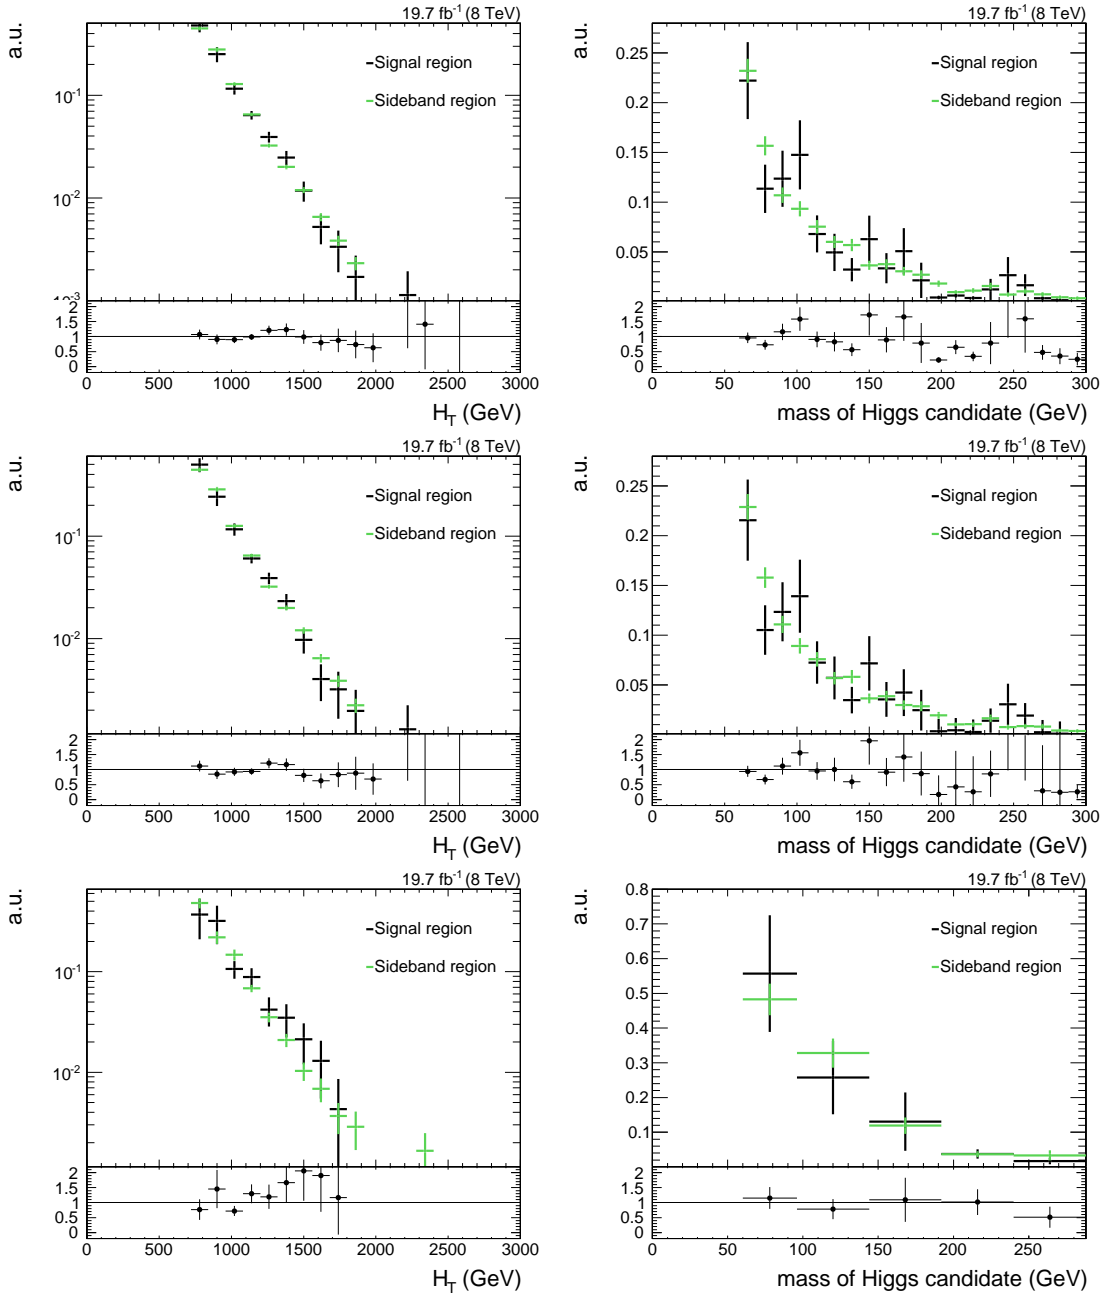 19.7 fb⁻¹ (8 TeV)
a.u.
Signal region
Sideband region
10⁻¹
10⁻²
10⁻³
2
1.5
1
0.5
0
0 500 1000 1500 2000 2500 3000
H_T (GeV)
19.7 fb⁻¹ (8 TeV)
a.u.
0.25
Signal region
0.2
Sideband region
0.15
0.1
0.05
2
1.5
1
0.5
0
0 50 100 150 200 250 300
mass of Higgs candidate (GeV)
19.7 fb⁻¹ (8 TeV)
a.u.
Signal region
Sideband region
10⁻¹
10⁻²
2
1.5
1
0.5
0
0 500 1000 1500 2000 2500 3000
H_T (GeV)
19.7 fb⁻¹ (8 TeV)
a.u.
0.25
Signal region
0.2
Sideband region
0.15
0.1
0.05
2
1.5
1
0.5
0
0 50 100 150 200 250 300
mass of Higgs candidate (GeV)
19.7 fb⁻¹ (8 TeV)
a.u.
Signal region
Sideband region
10⁻¹
10⁻²
2
1.5
1
0.5
0
0 500 1000 1500 2000 2500 3000
H_T (GeV)
19.7 fb⁻¹ (8 TeV)
a.u.
0.8
0.7
Signal region
0.6
Sideband region
0.5
0.4
0.3
0.2
0.1
2
1.5
1
0.5
0
0 50 100 150 200 250
mass of Higgs candidate (GeV)